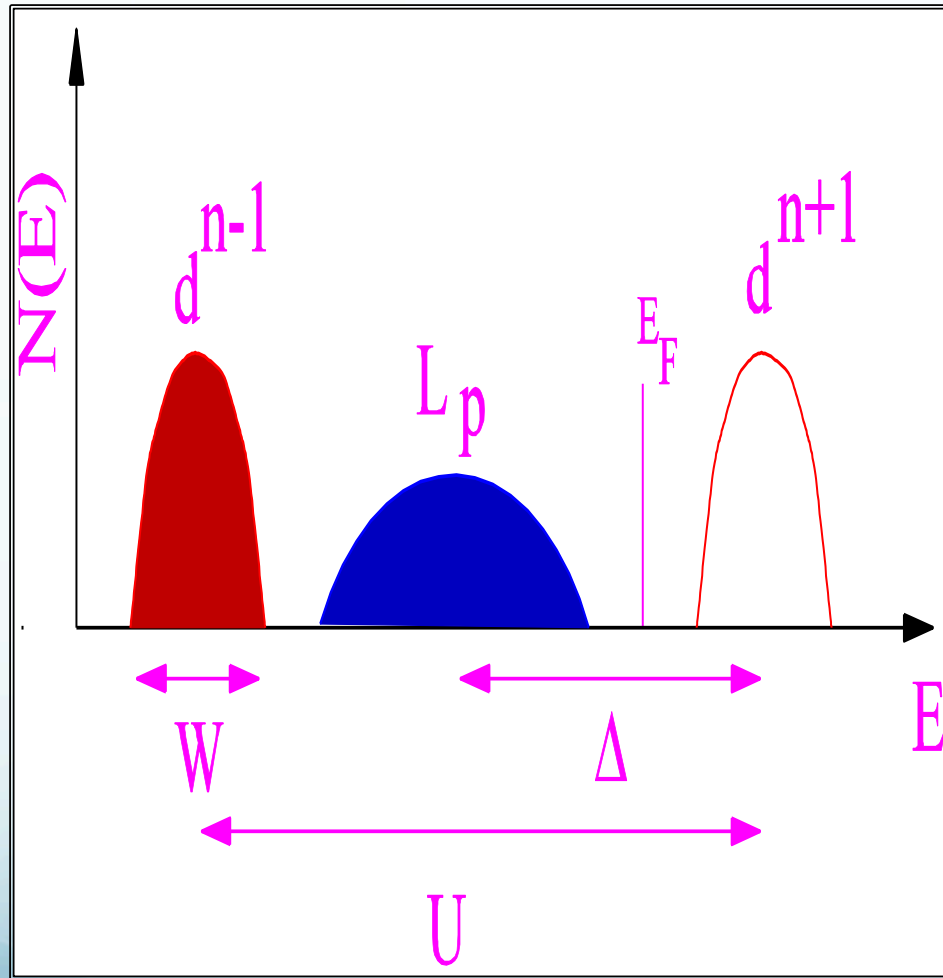 N(E)
d^{n-1}
L_p
E_F
d^{n+1}
W
Δ
E
U